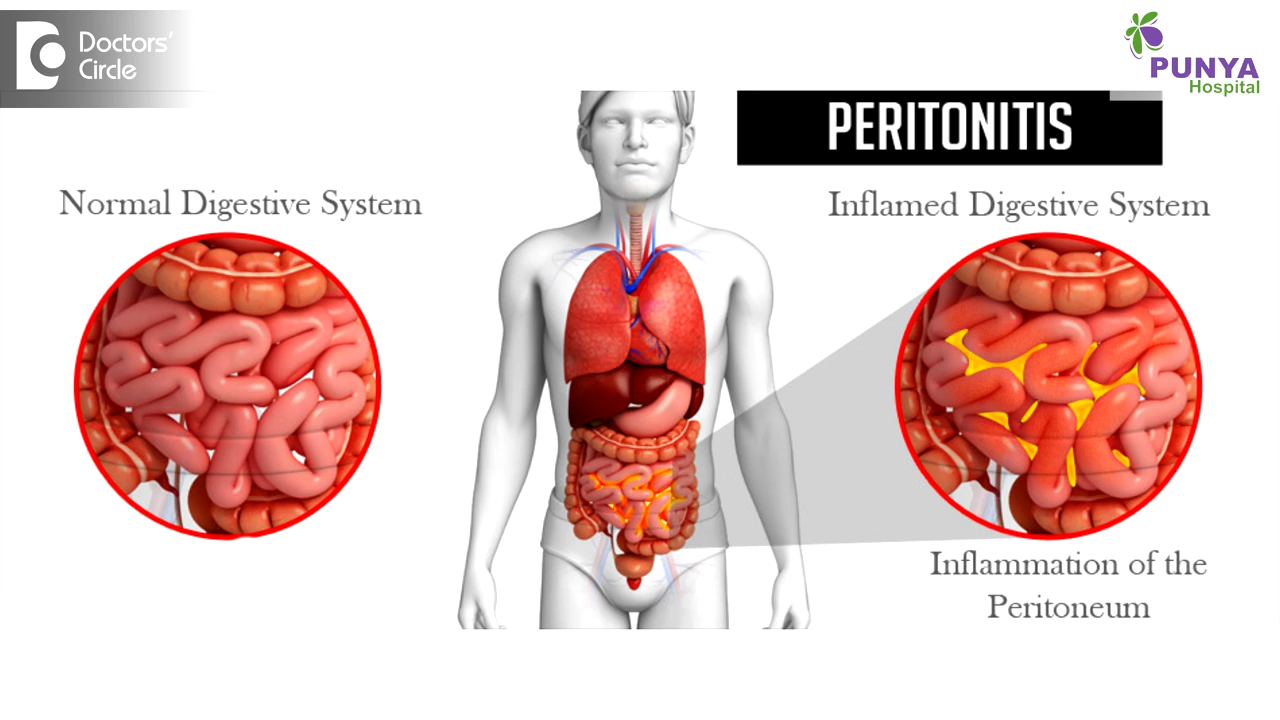 Doctors'
Circle
PUNYA
Hospital
PERITONITIS
Normal Digestive System
Inflamed Digestive System
Inflammation of the
Peritoneum